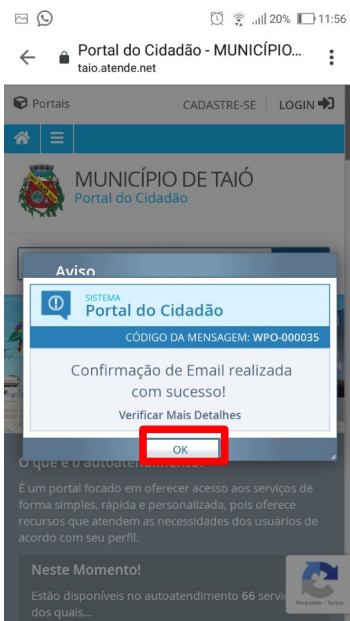 20% 11:56
Portal do Cidadão - MUNICÍPIO...
taio.atende.net
Portais
CADASTRE-SE
LOGIN
MUNICÍPIO DE TAIÓ
Portal do Cidadão
Aviso
SISTEMA
Portal do Cidadão
CÓDIGO DA MENSAGEM: WPO-000035
Confirmação de Email realizada
com sucesso!
Verificar Mais Detalhes
OK
O que é o autoatendimento?
É um portal focado em oferecer acesso aos serviços de
forma simples, rápida e personalizada, pois oferece
recursos que atendem as necessidades dos usuários de
acordo com seu perfil.
Neste Momento!
Estão disponíveis no autoatendimento 66
dos quais...
Privacidade - Termos